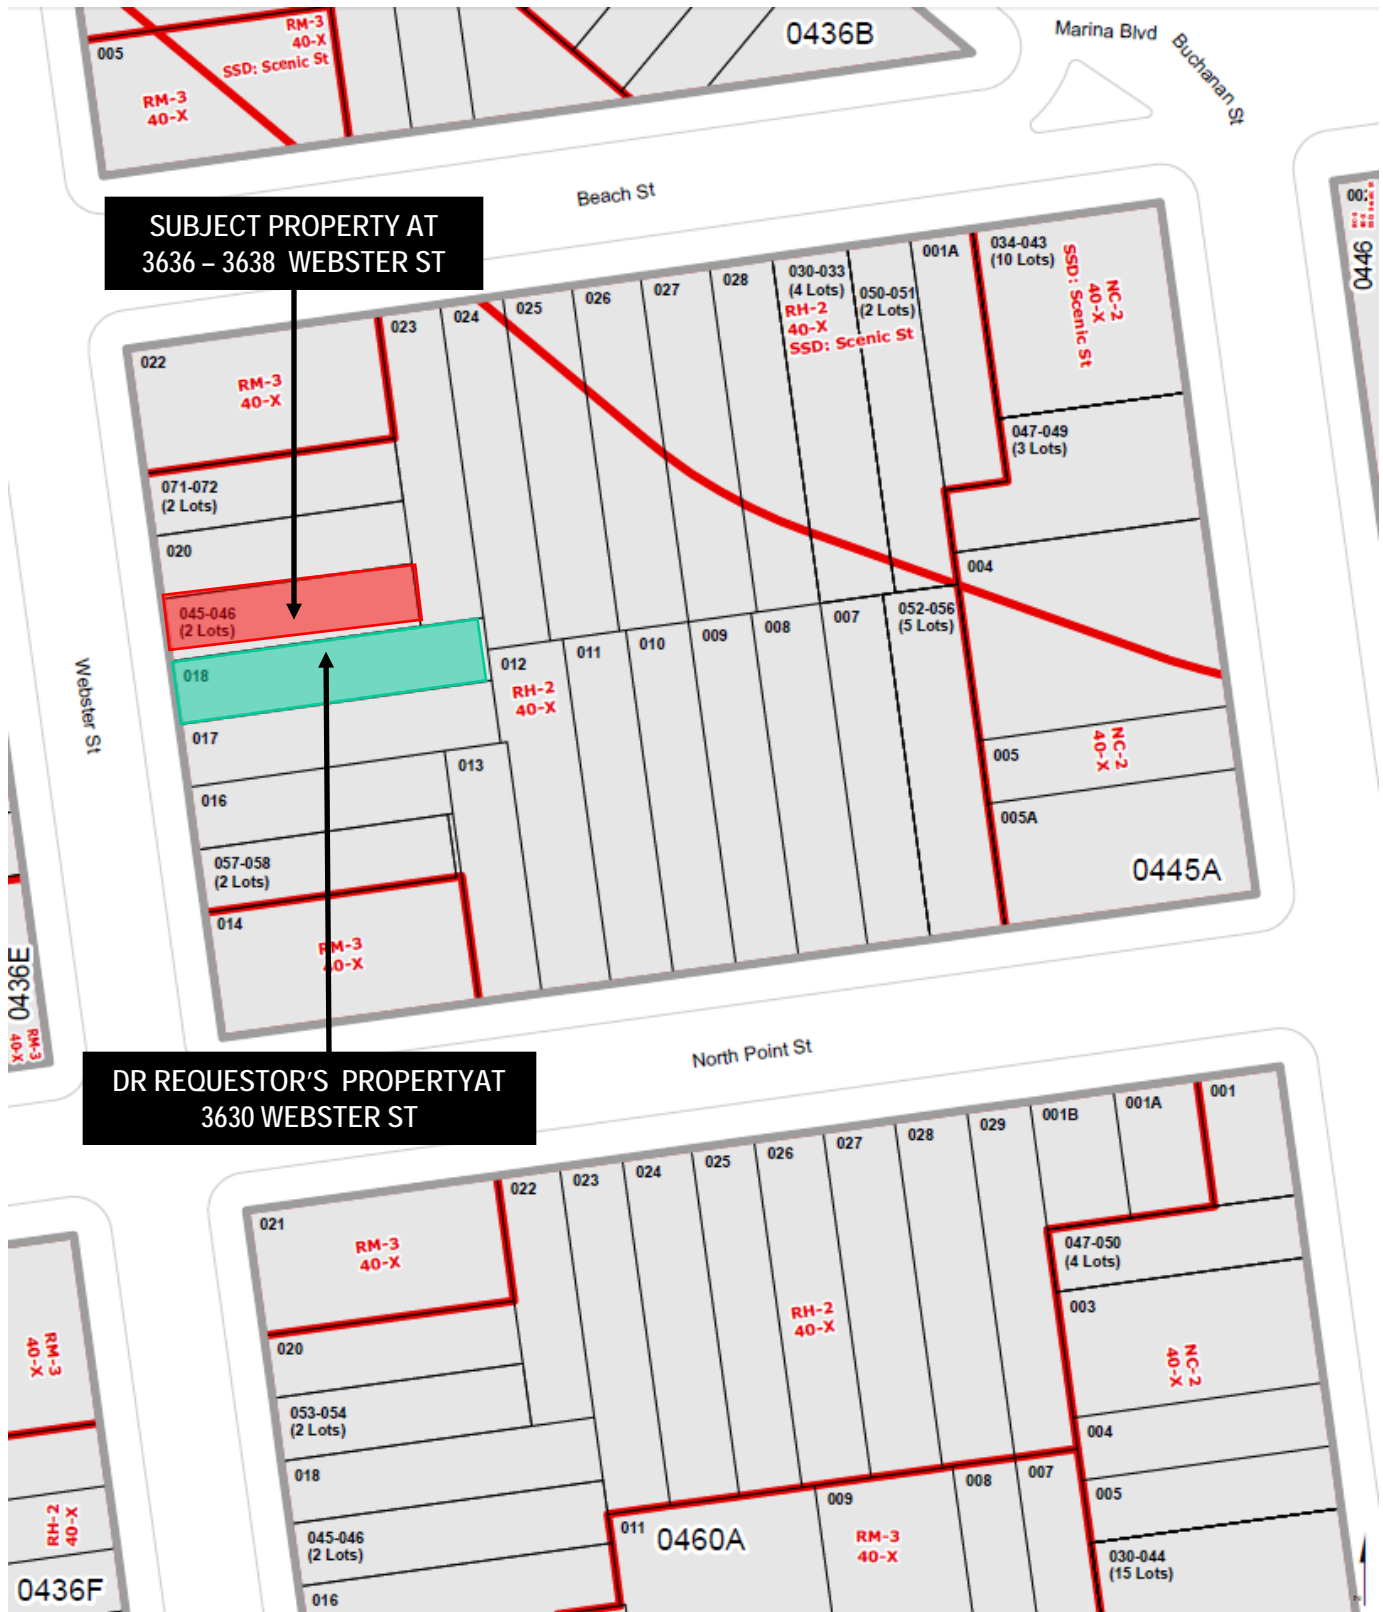 005
RM-3
40-X
SSD: Scenic St
RM-3
40-X
0436B
Marina Blvd
Buchanan St
Beach St
SUBJECT PROPERTY AT
3636 – 3638 WEBSTER ST
0446
022
RM-3
40-X
023
024
025
026
027
028
030-033
(4 Lots)
RH-2
40-X
SSD: Scenic St
050-051
(2 Lots)
001A
034-043
(10 Lots)
NC-2
40-X
SSD: Scenic St
047-049
(3 Lots)
071-072
(2 Lots)
020
045-046
(2 Lots)
018
017
016
057-058
(2 Lots)
014
RM-3
40-X
013
012
RH-2
40-X
011
010
009
008
007
052-056
(5 Lots)
004
005
NC-2
40-X
005A
0445A
Webster St
0436E
RM-3
40-X
North Point St
DR REQUESTOR'S PROPERTYAT
3630 WEBSTER ST
021
RM-3
40-X
022
023
024
025
026
027
028
029
001B
001A
001
047-050
(4 Lots)
003
RH-2
40-X
NC-2
40-X
020
053-054
(2 Lots)
018
045-046
(2 Lots)
016
011
0460A
009
RM-3
40-X
008
007
004
005
030-044
(15 Lots)
RM-3
40-X
RH-2
40-X
0436F